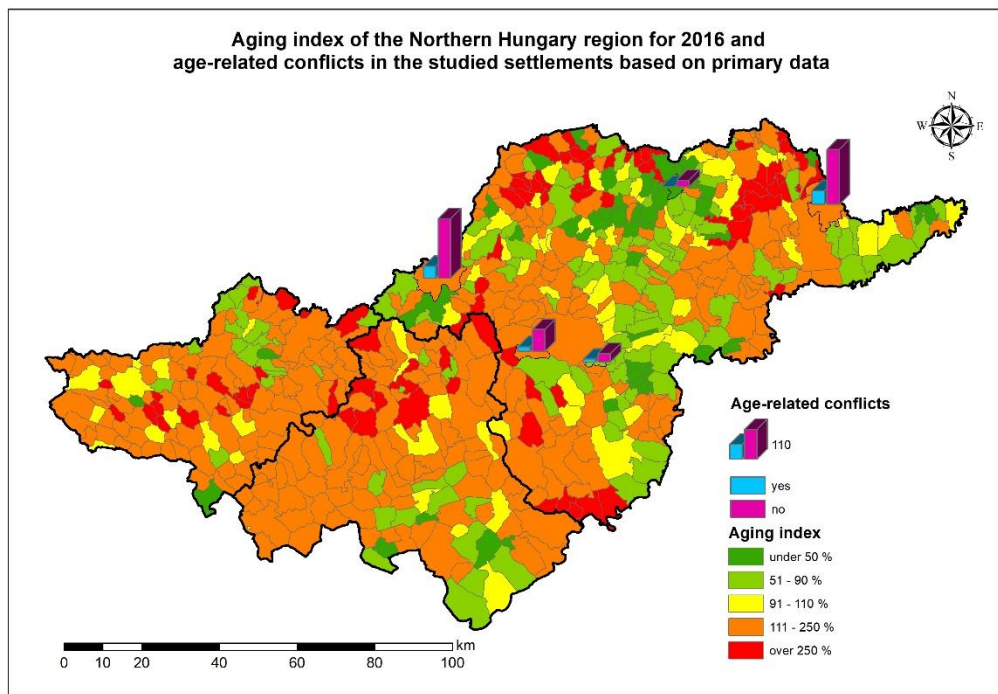 Aging index of the Northern Hungary region for 2016 and
age-related conflicts in the studied settlements based on primary data
N
W E
S
Age-related conflicts
110
yes
no
Aging index
under 50 %
51 - 90 %
91 - 110 %
111 - 250 %
over 250 %
km
0 10 20 40 60 80 100